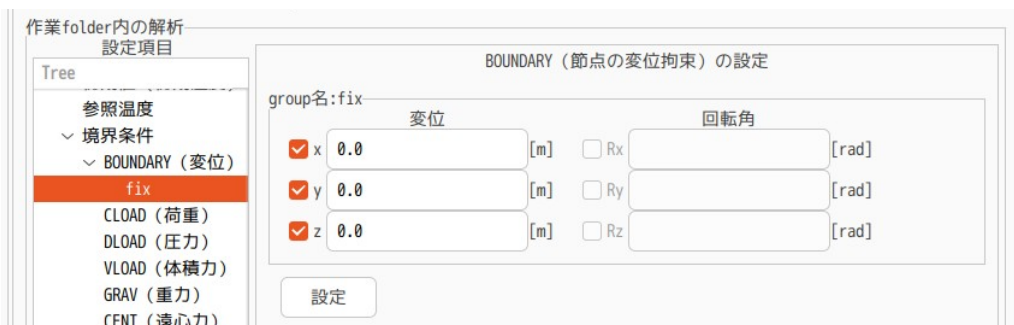 作業folder内の解析
設定項目
Tree
参照温度
境界条件
BOUNDARY (変位)
fix
CLOAD (荷重)
DLOAD (圧力)
VLOAD (体積力)
GRAV (重力)
CENT (遠心力)
BOUNDARY (節点の変位拘束) の設定
group名:fix
変位 回転角
x 0.0 [m] Rx [rad]
y 0.0 [m] Ry [rad]
z 0.0 [m] Rz [rad]
設定